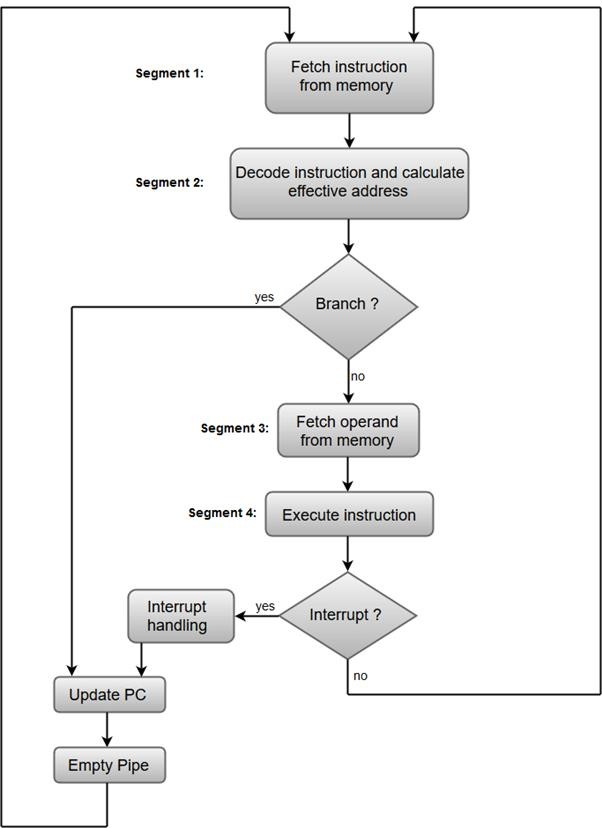 Segment 1:
Fetch instruction
from memory
Segment 2:
Decode instruction and calculate
effective address
Branch ?
yes
no
Segment 3:
Fetch operand
from memory
Segment 4:
Execute instruction
Interrupt ?
yes
Interrupt
handling
no
Update PC
Empty Pipe